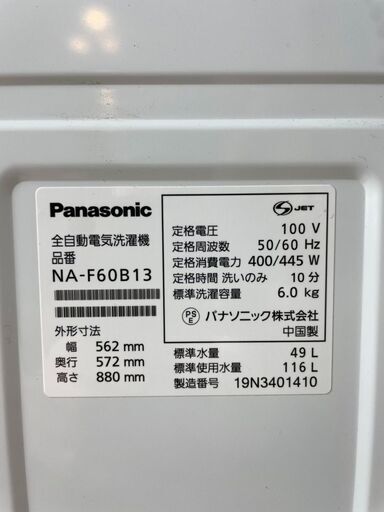 Panasonic
全自動電気洗濯機
品番
NA-F60B13
外形寸法
幅 562 mm
奥行 572 mm
高さ 880 mm
S JET
定格電圧 100 V
定格周波数 50/60 Hz
定格消費電力 400/445 W
定格時間 洗いのみ 10 分
標準洗濯容量 6.0 kg
PSE パナソニック株式会社
中国製
標準水量 49 L
標準使用水量 116 L
製造番号 19N3401410